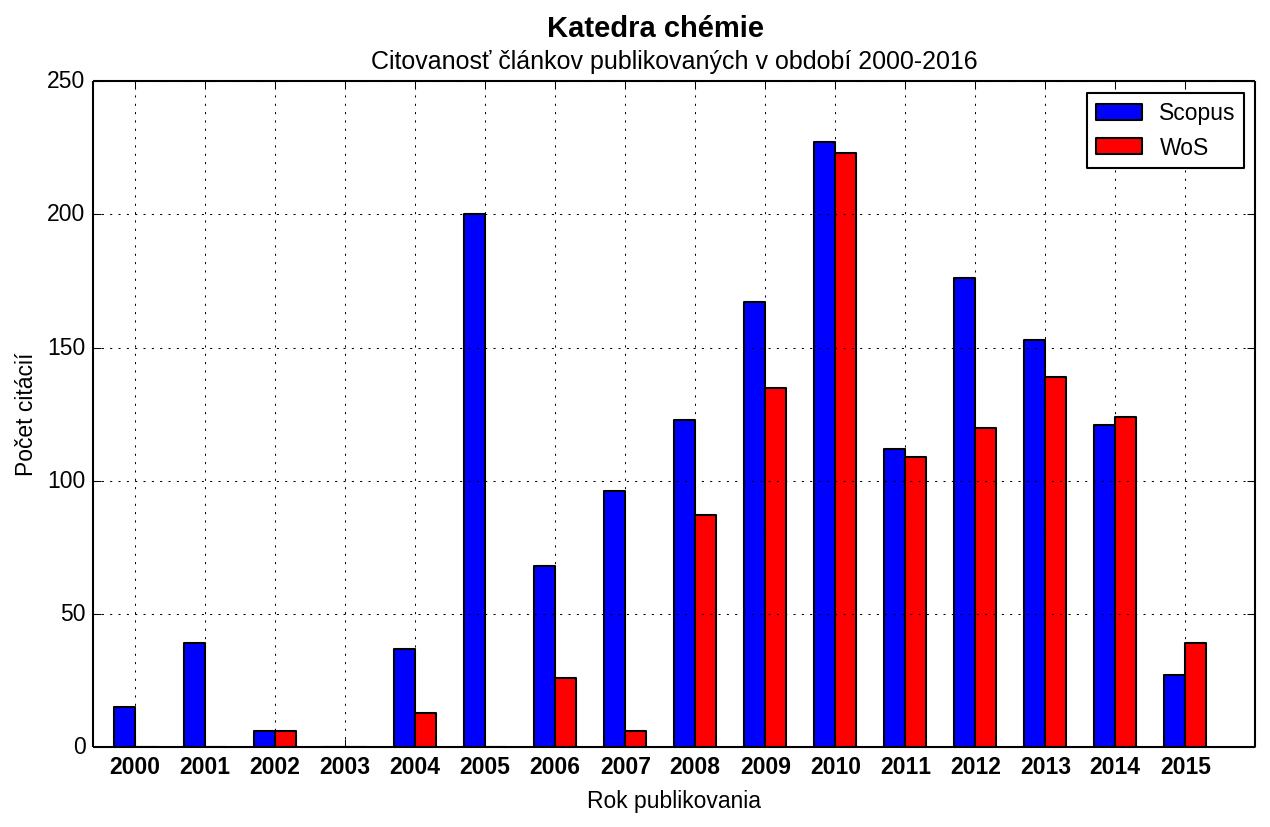 Katedra chémie
Citovanosť článkov publikovaných v období 2000-2016
250
200
150
100
50
0
Počet citácií
Scopus
WoS
2000 2001 2002 2003 2004 2005 2006 2007 2008 2009 2010 2011 2012 2013 2014 2015
Rok publikovania